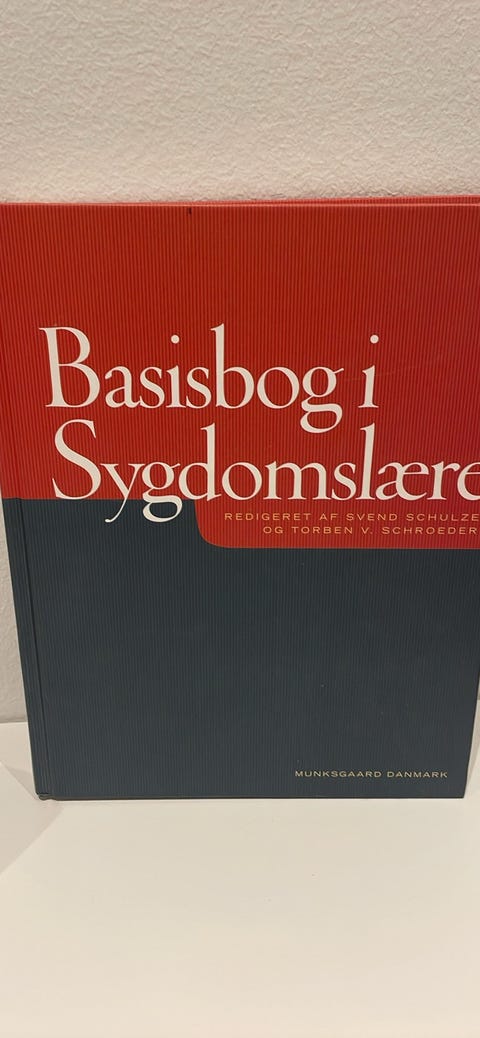 Basisbog i
Sygdomslære
REDIGERET AF SVEND SCHULZE
OG TORBEN V. SCHROEDER
MUNKSGAARD DANMARK